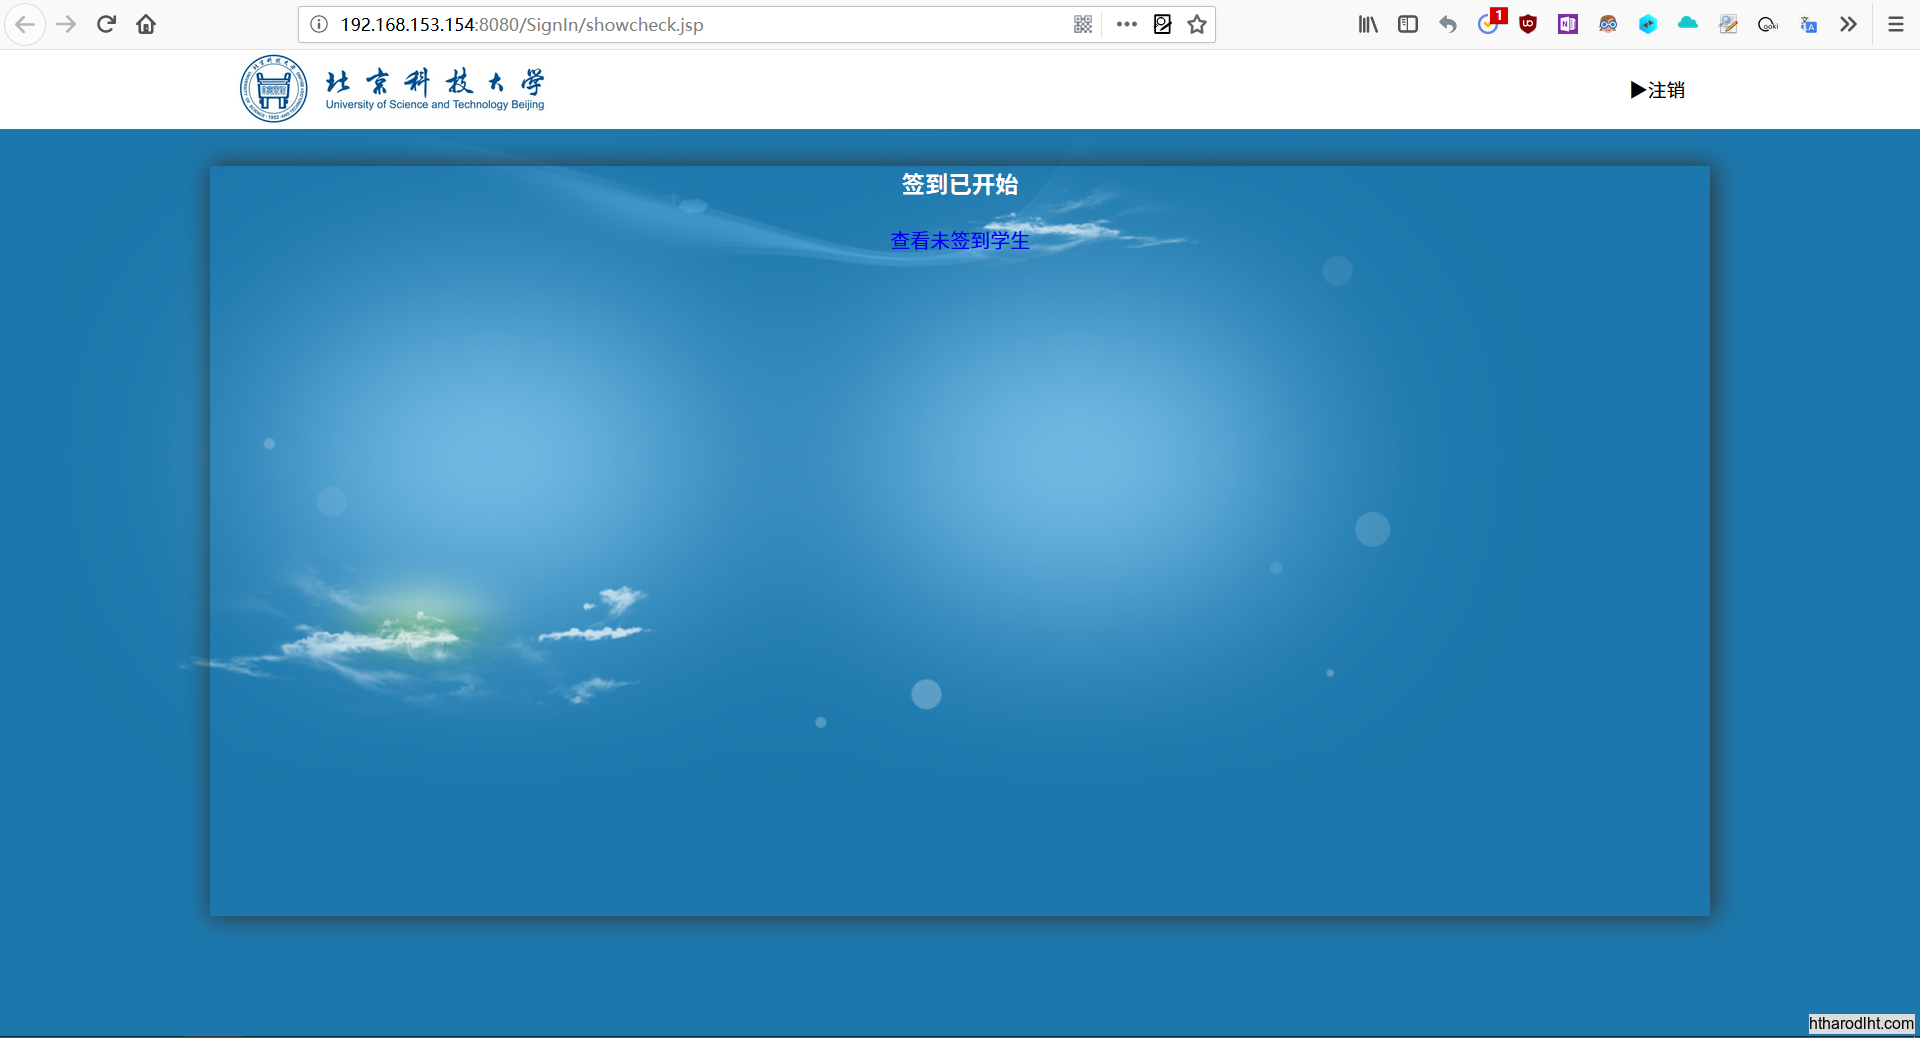 192.168.153.154:8080/SignIn/showcheck.jsp
1
北京科技大学
University of Science and Technology Beijing
▶注销
签到已开始
查看未签到学生
htharodlht.com